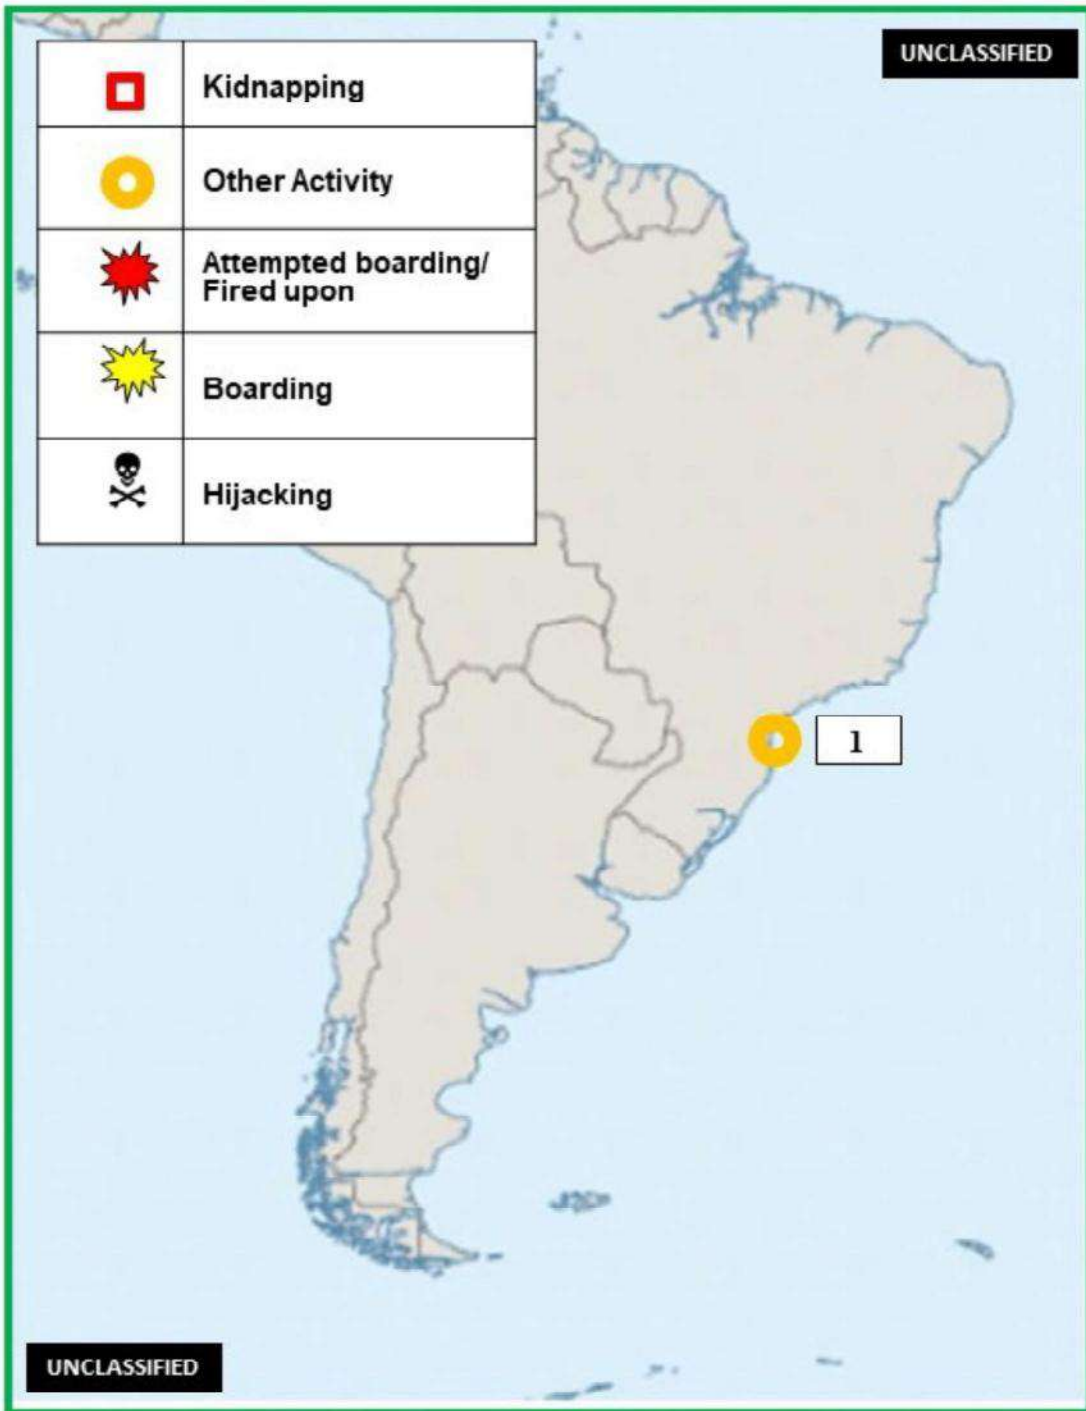 UNCLASSIFIED
Kidnapping
Other Activity
Attempted boarding/
Fired upon
Boarding
Hijacking
1
UNCLASSIFIED